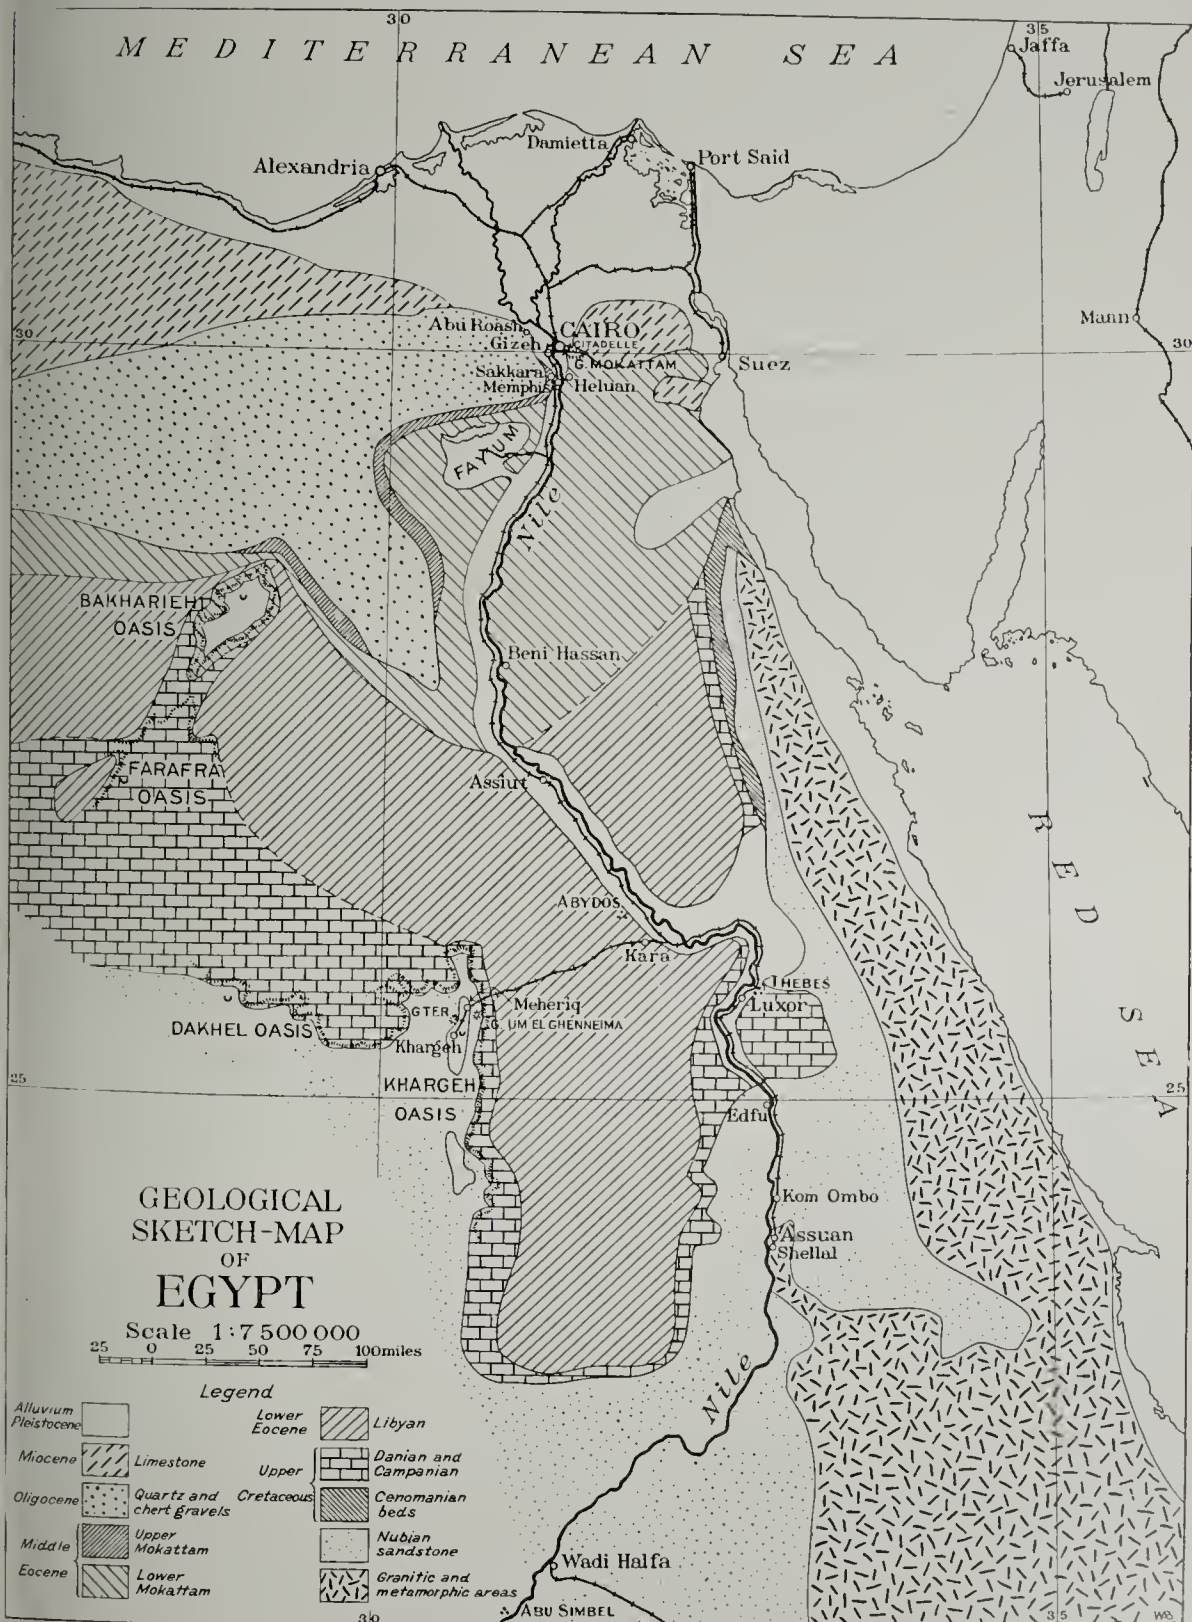 30
35
MEDITERRANEAN SEA
Jaffa
Jerusalem
Damietta
Alexandria
Port Said
Mann
Abu Roash
CAIRO
Gizeh
CITADELLE
30
30
G. MOKATTAM
Suez
Sakkara
Memphis
Heluan
FAYUM
Nile
BAKHARIEH
OASIS
Beni Hassan
FARAFRA
OASIS
Assiut
RED SEA
ABYDOS
Kara
THEBES
Luxor
Meheriq
GTER
G. UM EL GHENNEIMA
DAKHEL OASIS
Khargeh
25
25
KHARGEH
OASIS
Edfu
Kom Ombo
Assuan
Shellal
Nile
Wadi Halfa
ABU SIMBEL
30
35
WB
GEOLOGICAL
SKETCH-MAP
OF
EGYPT
Scale 1:7 500 000
25 0 25 50 75 100 miles
Legend
Alluvium
Pleistocene
Miocene
Limestone
Oligocene
Quartz and
chert gravels
Middle
Eocene
Upper
Mokattam
Lower
Mokattam
Lower
Eocene
Libyan
Upper
Cretaceous
Danian and
Campanian
Cenomanian
beds
Nubian
sandstone
Granitic and
metamorphic areas